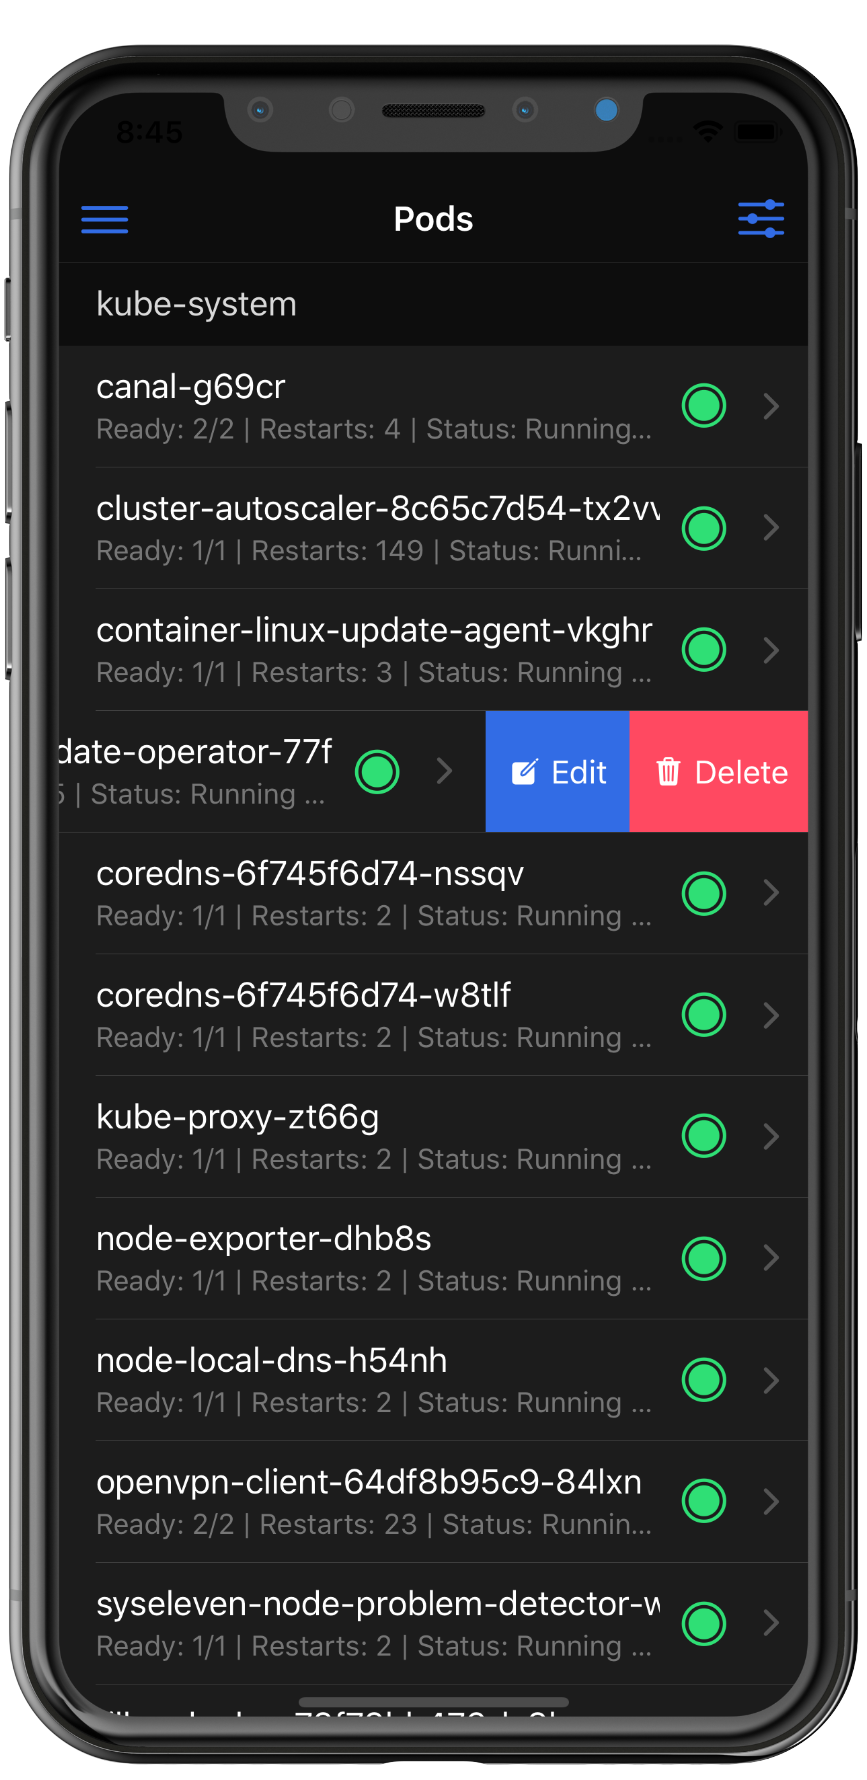 8:45
Pods
kube-system
canal-g69cr
Ready: 2/2 | Restarts: 4 | Status: Running...
cluster-autoscaler-8c65c7d54-tx2vv
Ready: 1/1 | Restarts: 149 | Status: Runni...
container-linux-update-agent-vkghr
Ready: 1/1 | Restarts: 3 | Status: Running ...
date-operator-77f
5 | Status: Running ...
Edit
Delete
coredns-6f745f6d74-nssqv
Ready: 1/1 | Restarts: 2 | Status: Running ...
coredns-6f745f6d74-w8tlf
Ready: 1/1 | Restarts: 2 | Status: Running ...
kube-proxy-zt66g
Ready: 1/1 | Restarts: 2 | Status: Running ...
node-exporter-dhb8s
Ready: 1/1 | Restarts: 2 | Status: Running ...
node-local-dns-h54nh
Ready: 1/1 | Restarts: 2 | Status: Running ...
openvpn-client-64df8b95c9-84lxn
Ready: 2/2 | Restarts: 23 | Status: Runnin...
syseleven-node-problem-detector-w
Ready: 1/1 | Restarts: 2 | Status: Running ...